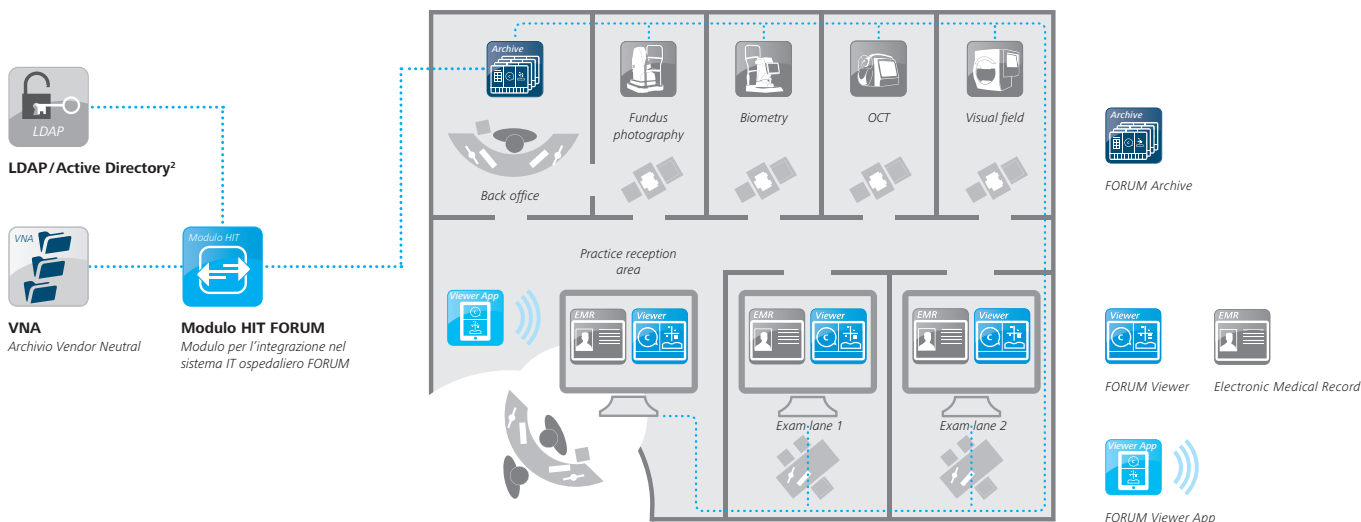 LDAP
LDAP/Active Directory²
VNA
VNA
Archivio Vendor Neutral
Modulo HIT
Modulo HIT FORUM
Modulo per l’integrazione nel
sistema IT ospedaliero FORUM
Archive
Back office
Fundus
photography
Biometry
OCT
Visual field
Practice reception
area
Viewer App
EMR
Viewer
EMR
Viewer
EMR
Viewer
Exam lane 1
Exam lane 2
Archive
FORUM Archive
Viewer
FORUM Viewer
EMR
Electronic Medical Record
Viewer App
FORUM Viewer App